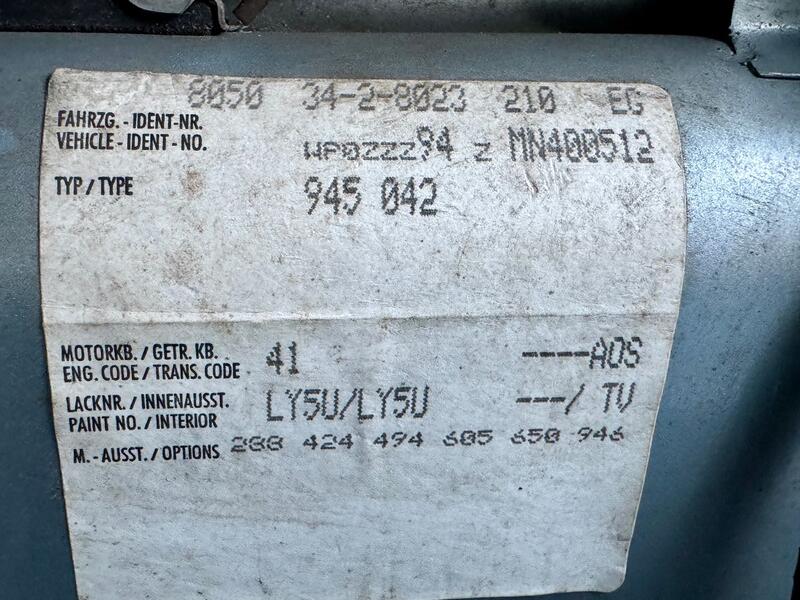 8050 34-2-8023 210 EG
FAHRZG. - IDENT-NR.
VEHICLE - IDENT - NO. WP0ZZZ94 Z MN400512
TYP / TYPE 945 042
MOTORKB. / GETR. KB.
ENG. CODE / TRANS. CODE 41 ----AOS
LACKNR. / INNENAUSST.
PAINT NO. / INTERIOR LY5U/LY5U ---/ TV
M. - AUSST. / OPTIONS 288 424 494 605 650 946